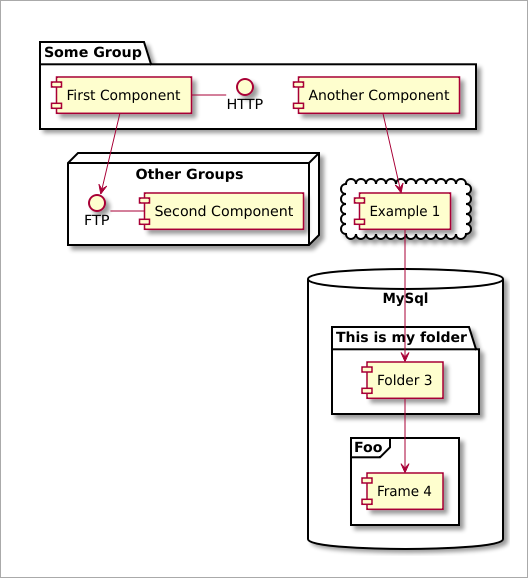 Some Group
First Component
HTTP
Another Component
Other Groups
FTP
Second Component
Example 1
MySql
This is my folder
Folder 3
Foo
Frame 4